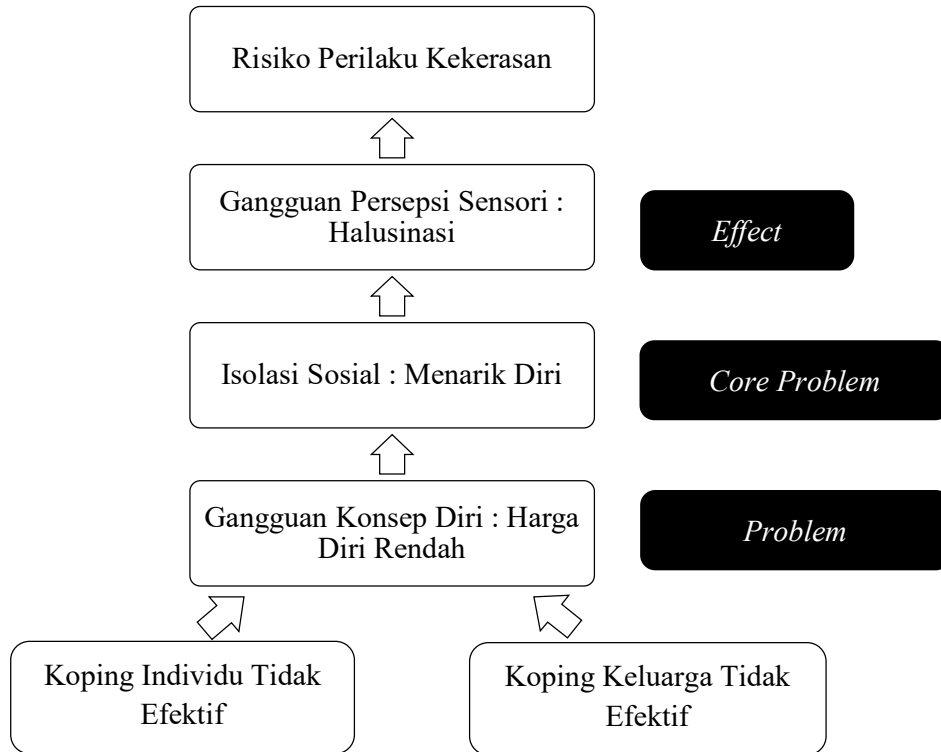 Risiko Perilaku Kekerasan
Gangguan Persepsi Sensori :
Halusinasi
Effect
Isolasi Sosial : Menarik Diri
Core Problem
Gangguan Konsep Diri : Harga
Diri Rendah
Problem
Koping Individu Tidak
Efektif
Koping Keluarga Tidak
Efektif